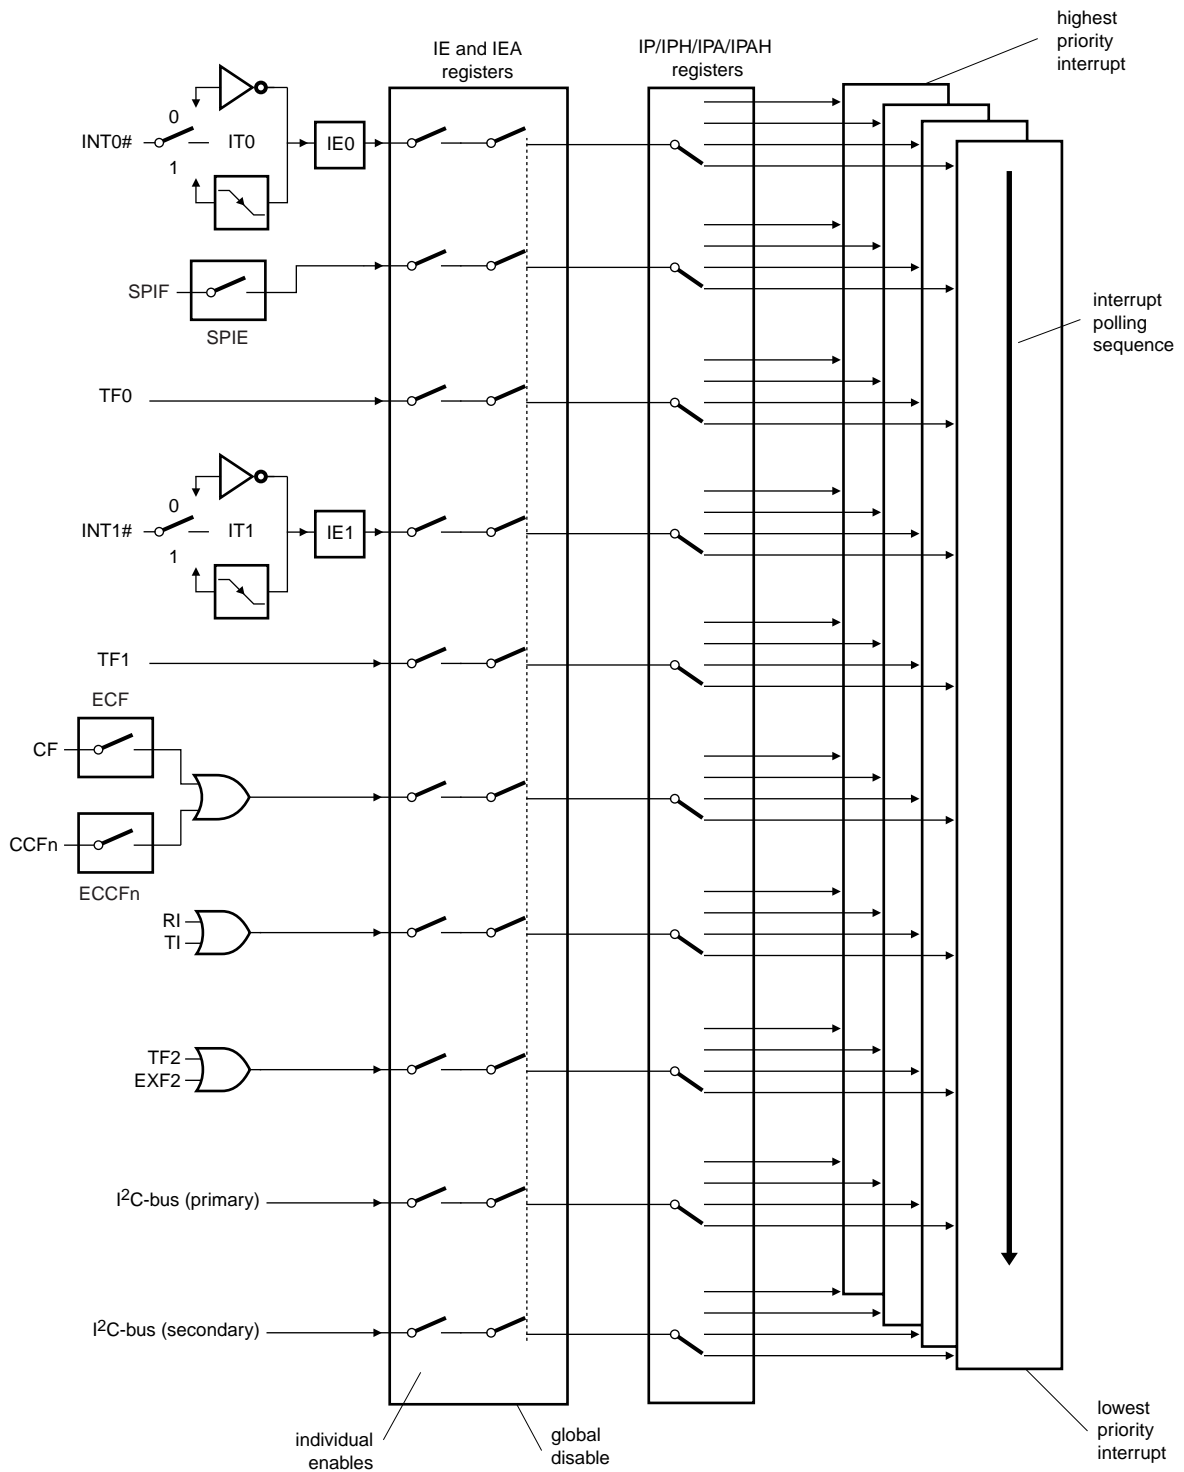 highest
priority
interrupt
IE and IEA
registers
IP/IPH/IPA/IPAH
registers
0
INT0#
IT0
IE0
1
SPIF
SPIE
interrupt
polling
sequence
TF0
0
INT1#
IT1
IE1
1
TF1
ECF
CF
CCFn
ECCFn
RI
TI
TF2
EXF2
I2C-bus (primary)
I2C-bus (secondary)
individual
enables
global
disable
lowest
priority
interrupt